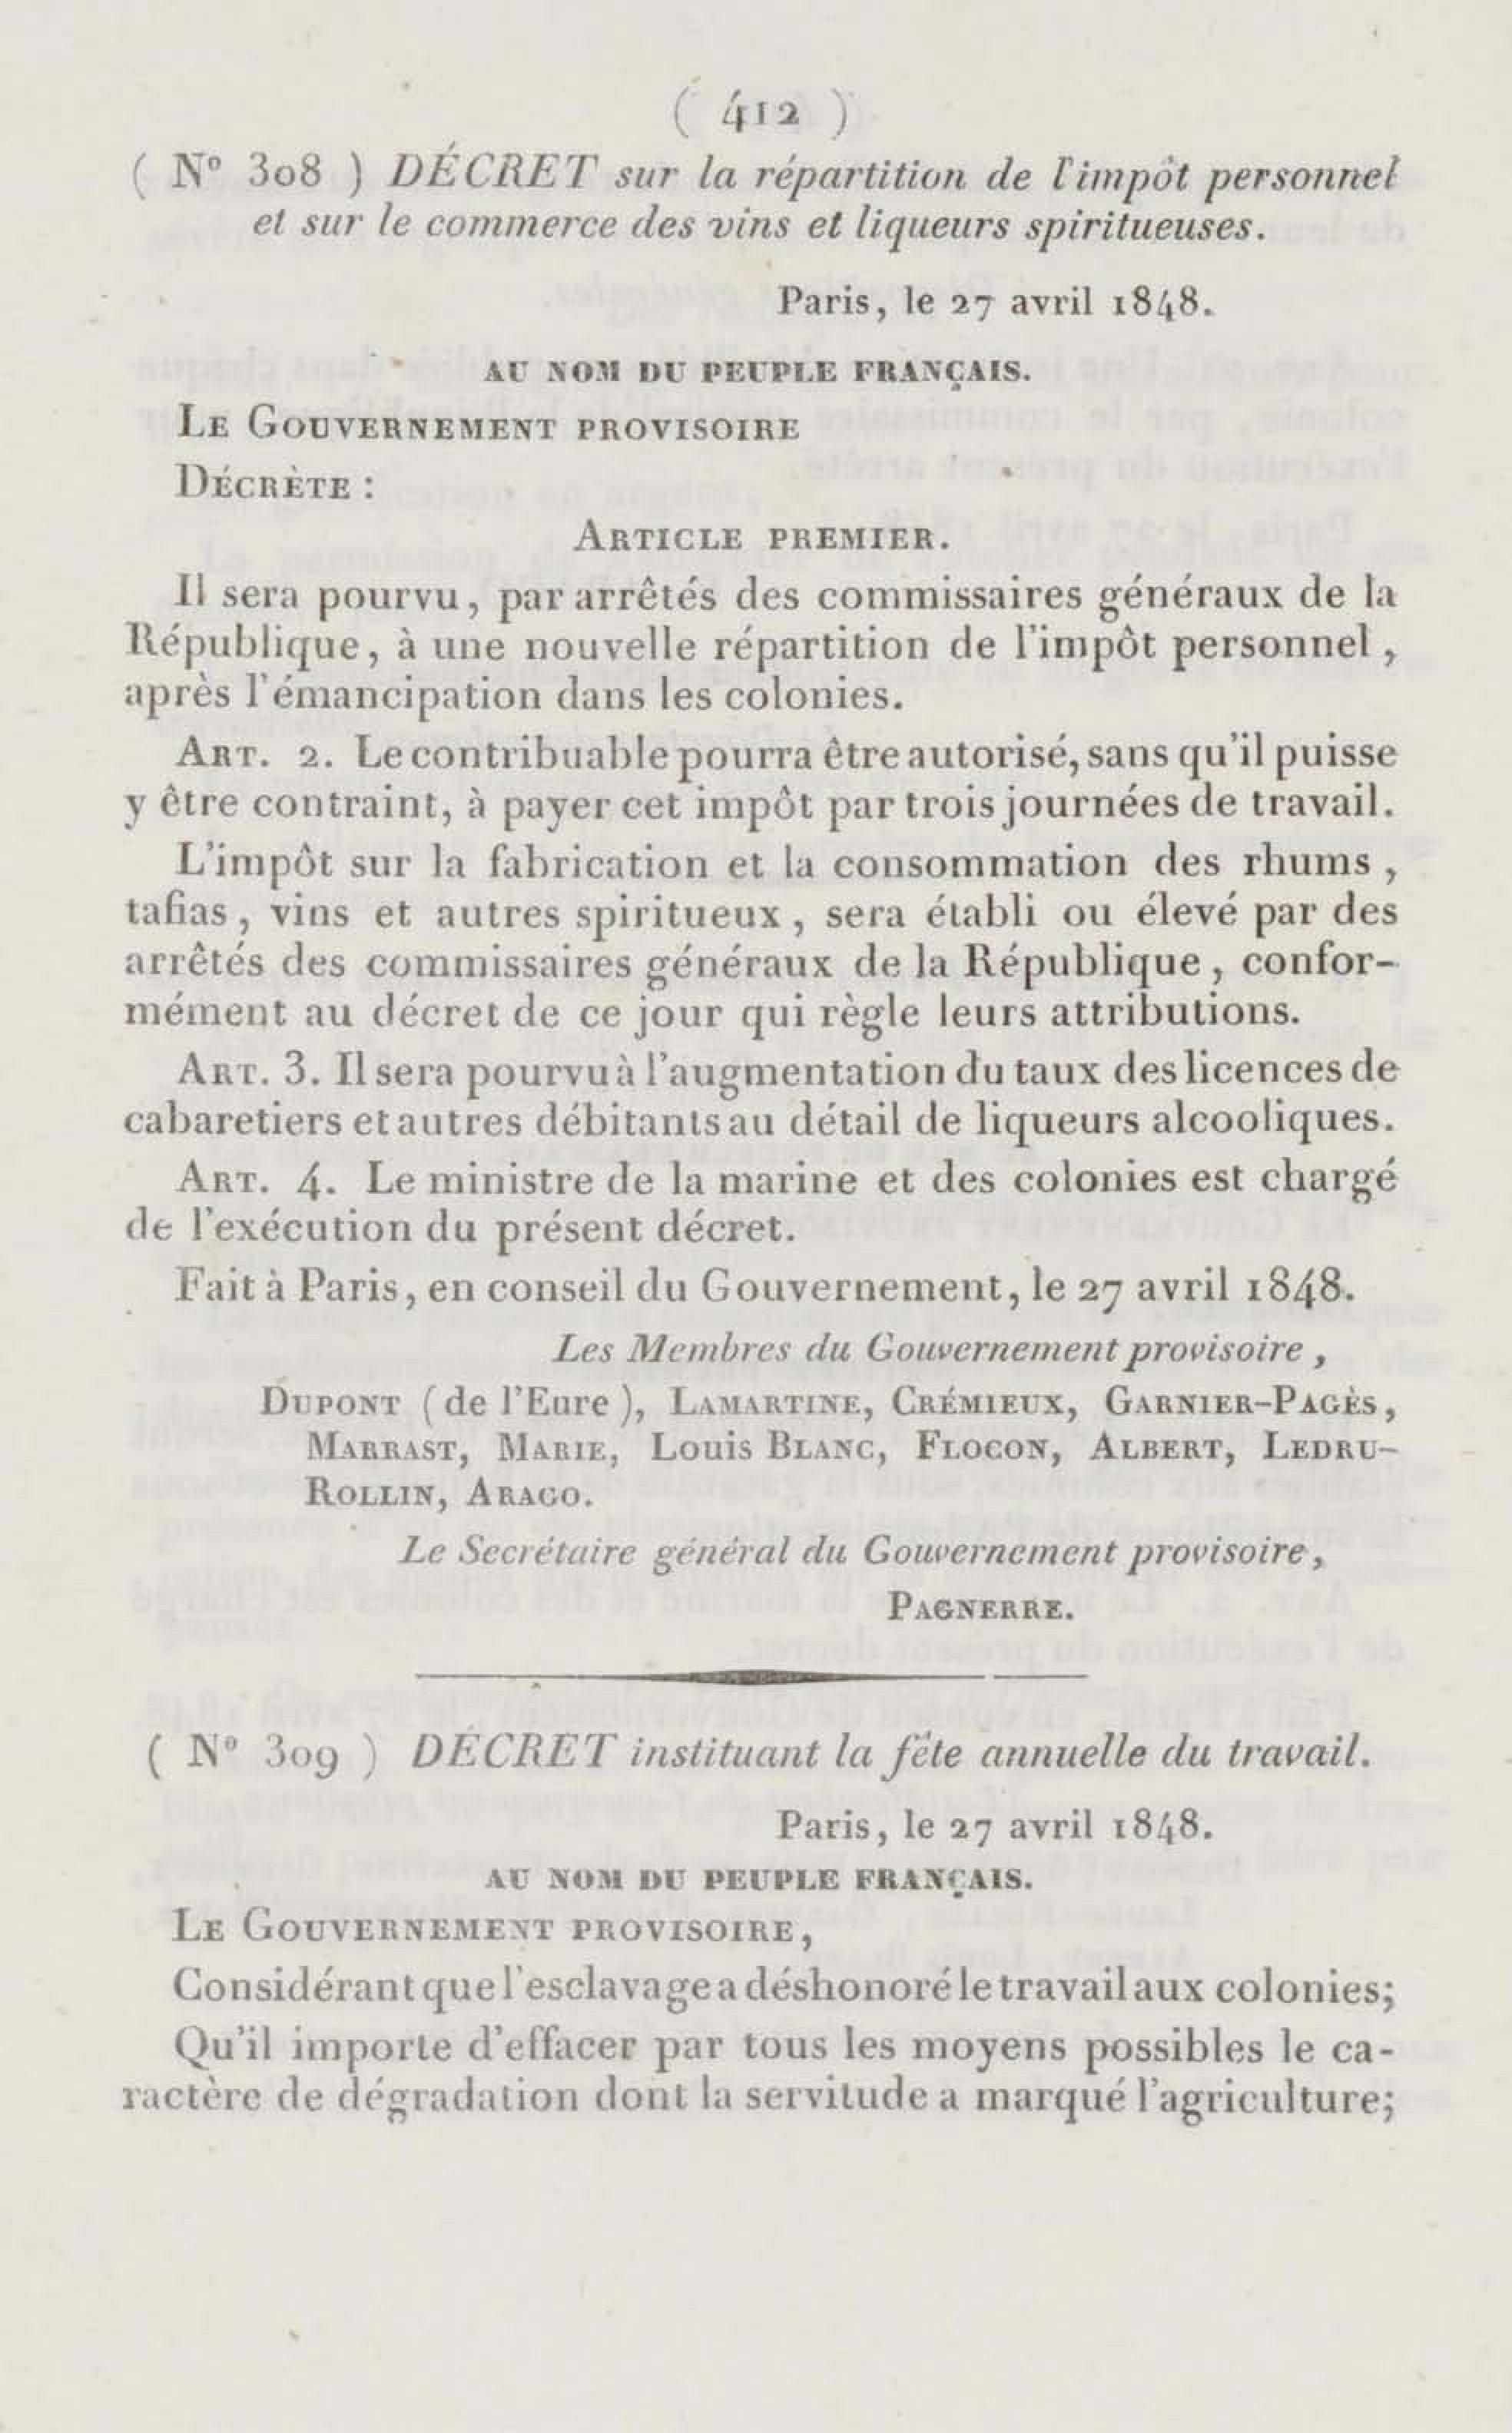 ( 412 )
( N° 308 ) DÉCRET sur la répartition de l'impôt personnel
et sur le commerce des vins et liqueurs spiritueuses.
Paris, le 27 avril 1848.
AU NOM DU PEUPLE FRANÇAIS.
LE GOUVERNEMENT PROVISOIRE
DÉCRÈTE :
ARTICLE PREMIER.
Il sera pourvu, par arrêtés des commissaires généraux de la
République, à une nouvelle répartition de l'impôt personnel,
après l'émancipation dans les colonies.
ART. 2. Le contribuable pourra être autorisé, sans qu'il puisse
y être contraint, à payer cet impôt par trois journées de travail.
L'impôt sur la fabrication et la consommation des rhums,
tafias, vins et autres spiritueux, sera établi ou élevé par des
arrêtés des commissaires généraux de la République, confor-
mément au décret de ce jour qui règle leurs attributions.
ART. 3. Il sera pourvu à l'augmentation du taux des licences de
cabaretiers et autres débitants au détail de liqueurs alcooliques.
ART. 4. Le ministre de la marine et des colonies est chargé
de l'exécution du présent décret.
Fait à Paris, en conseil du Gouvernement, le 27 avril 1848.
Les Membres du Gouvernement provisoire,
DUPONT (de l'Eure), LAMARTINE, CRÉMIEUX, GARNIER-PAGÈS,
MARRAST, MARIE, Louis BLANC, FLOCON, ALBERT, LEDRU-
ROLLIN, ARAGO.
Le Secrétaire général du Gouvernement provisoire,
PAGNERRE.
( N° 309 ) DÉCRET instituant la fête annuelle du travail.
Paris, le 27 avril 1848.
AU NOM DU PEUPLE FRANÇAIS.
LE GOUVERNEMENT PROVISOIRE,
Considérant que l'esclavage a déshonoré le travail aux colonies;
Qu'il importe d'effacer par tous les moyens possibles le ca-
ractère de dégradation dont la servitude a marqué l'agriculture;